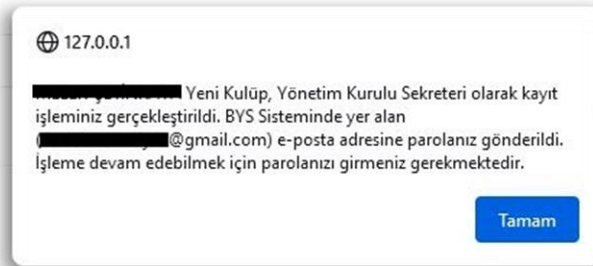 127.0.0.1
Yeni Kulüp, Yönetim Kurulu Sekreteri olarak kayıt
işleminiz gerçekleştirildi. BYS Sisteminde yer alan
(@gmail.com) e-posta adresine parolanız gönderildi.
İşleme devam edebilmek için parolanızı girmeniz gerekmektedir.
Tamam